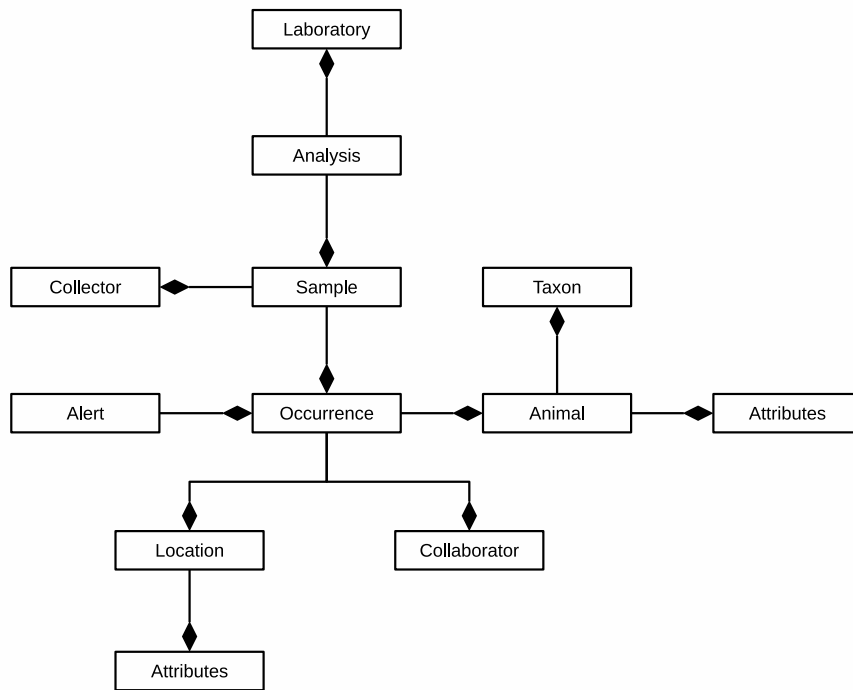 Laboratory
Analysis
Collector
Sample
Taxon
Alert
Occurrence
Animal
Attributes
Location
Collaborator
Attributes